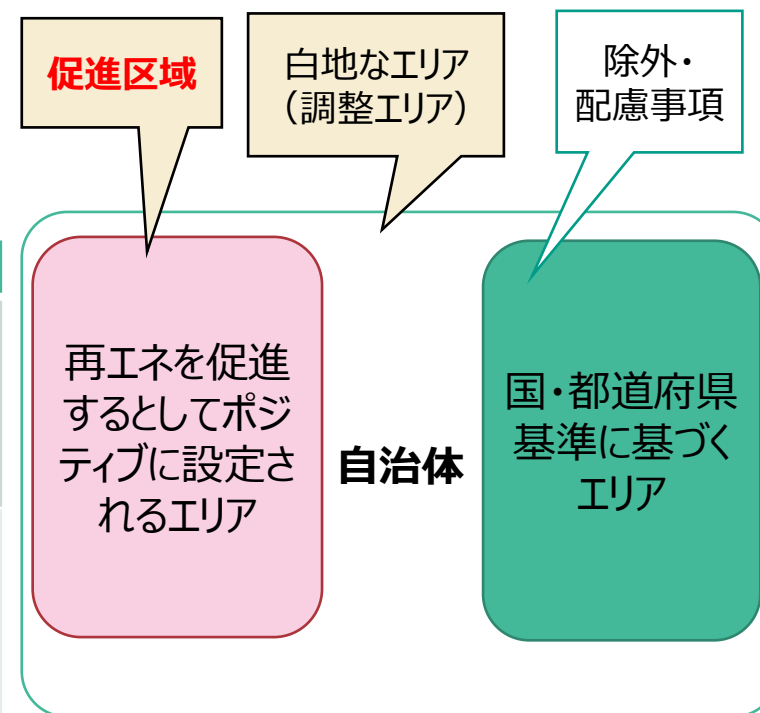 促進区域
白地なエリア
（調整エリア）
除外・
配慮事項
再エネを促進
するとしてポジ
ティブに設定さ
れるエリア
自治体
国・都道府県
基準に基づく
エリア